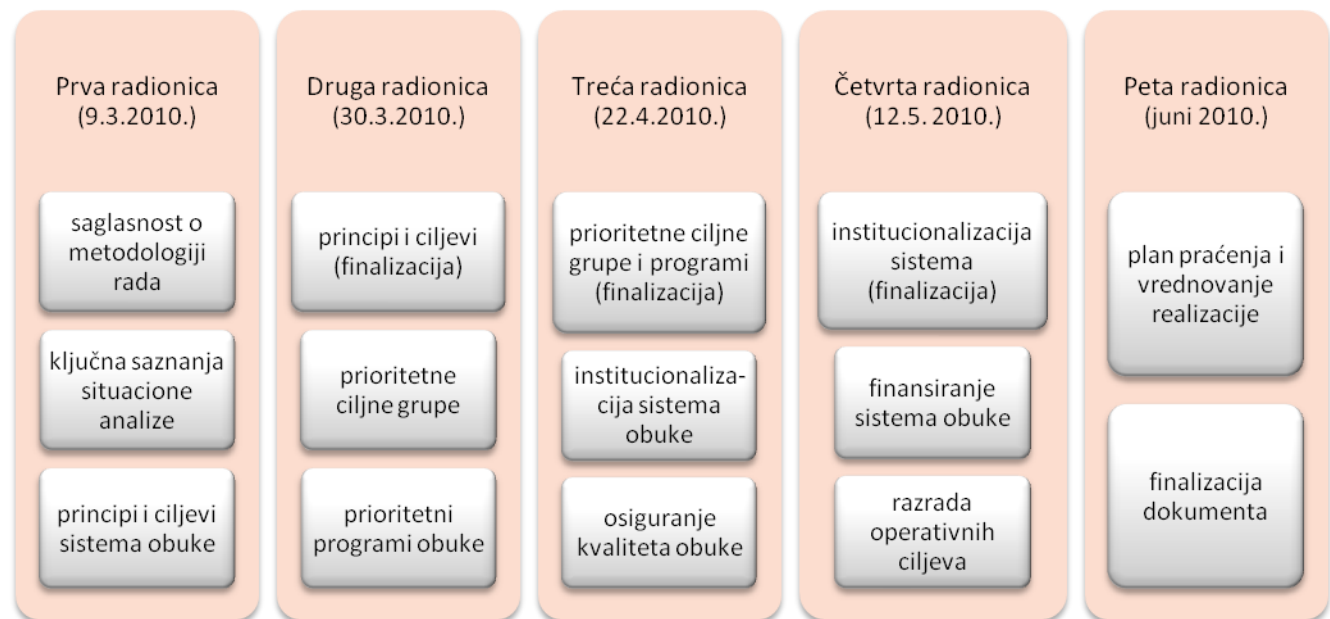 Prva radionica
(9.3.2010.)
saglasnost o
metodologiji
rada
ključna saznanja
situacione
analize
principi i ciljevi
sistema obuke
Druga radionica
(30.3.2010.)
principi i ciljevi
(finalizacija)
prioritetne
ciljne grupe
prioritetni
programi obuke
Treća radionica
(22.4.2010.)
prioritetne ciljne
grupe i programi
(finalizacija)
institucionaliza-
cija sistema
obuke
osiguranje
kvaliteta obuke
Četvrta radionica
(12.5. 2010.)
institucionalizacija
sistema
(finalizacija)
finansiranje
sistema obuke
razrada
operativnih
ciljeva
Peta radionica
(juni 2010.)
plan praćenja i
vrednovanje
realizacije
finalizacija
dokumenta